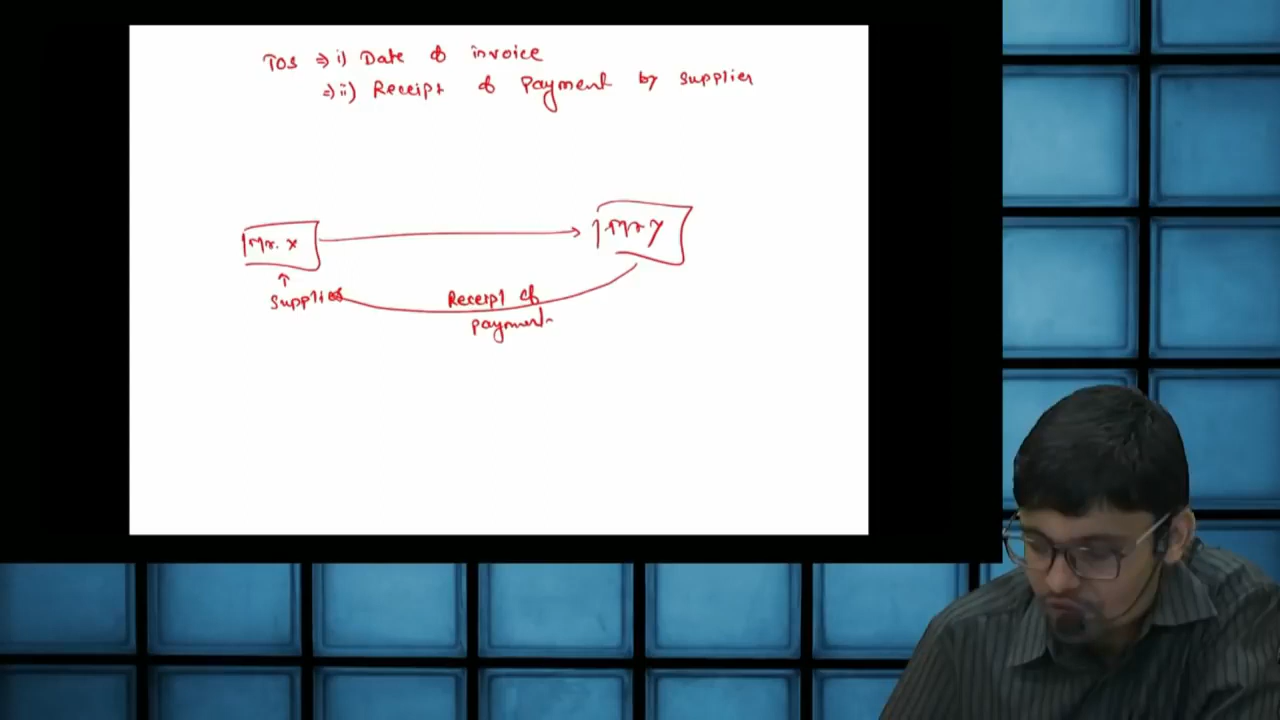 TOS ⇒ i) Date of invoice
⇒ ii) Receipt of Payment by supplier
Mr. X
Mr Y
↑
Supplier
Receipt of
payment